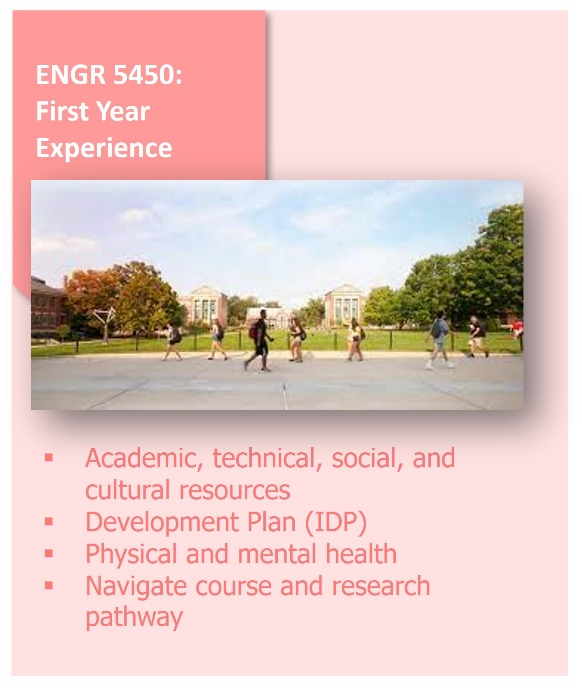 ENGR 5450:
First Year
Experience
▪ Academic, technical, social, and
cultural resources
▪ Development Plan (IDP)
▪ Physical and mental health
▪ Navigate course and research
pathway